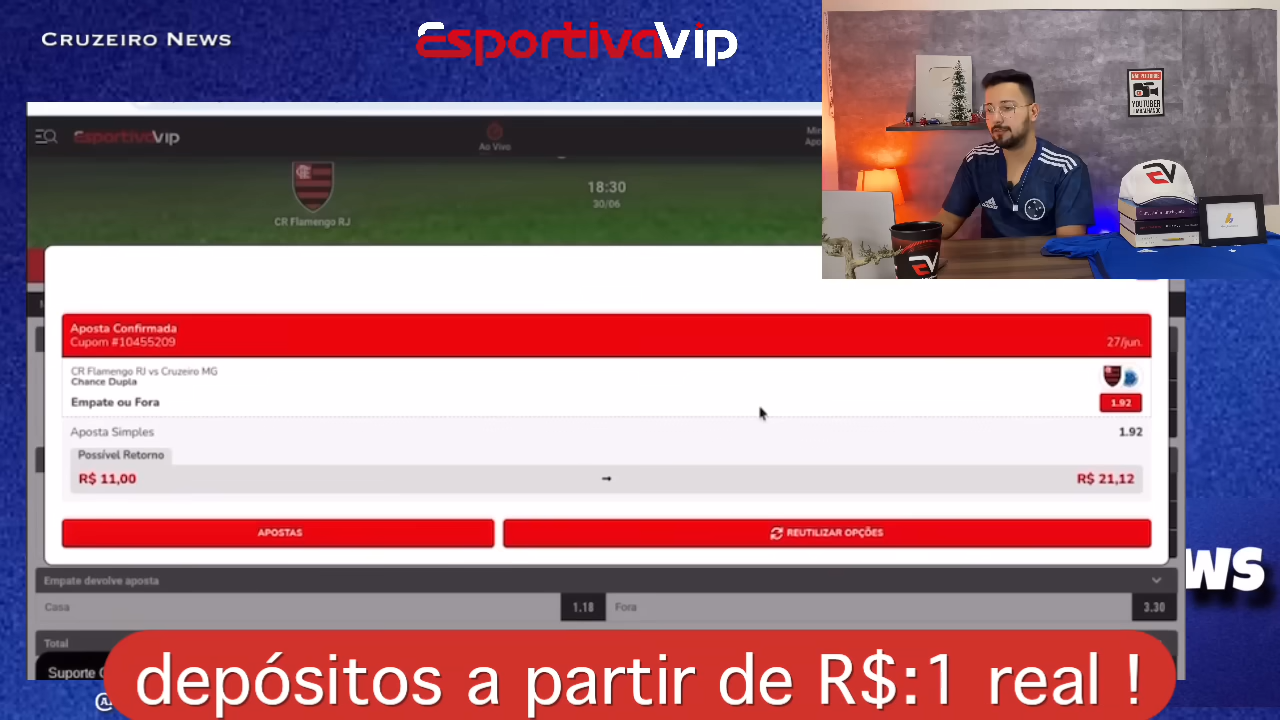 CRUZEIRO NEWS
EsportivaVip
EsportivaVip
Ao Vivo
18:30
30/06
CR Flamengo RJ
YOUTUBER
Aposta Confirmada
Cupom #10455209
27/jun.
CR Flamengo RJ vs Cruzeiro MG
Chance Dupla
Empate ou Fora
1.92
Aposta Simples
1.92
Possível Retorno
R$ 11,00 → R$ 21,12
APOSTAS
REUTILIZAR OPÇÕES
Empate devolve aposta
Casa 1.18 Fora 3.30
Total
Suporte
WS
depósitos a partir de R$:1 real !